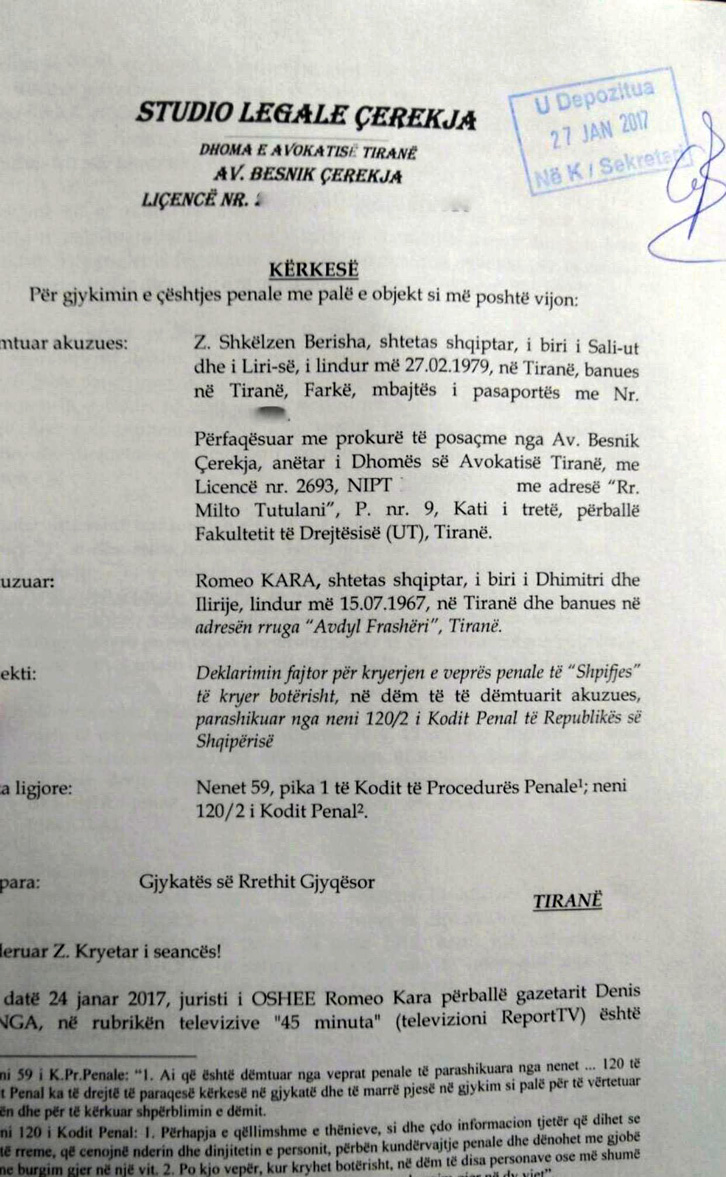 STUDIO LEGALE ÇEREKJA
DHOMA E AVOKATISË TIRANË
AV. BESNIK ÇEREKJA
LIÇENCË NR.
U Depozitua
27 JAN 2017
Në K / Sekretari
KËRKESË
Për gjykimin e çështjes penale me palë e objekt si më poshtë vijon:
mtuar akuzues: Z. Shkëlzen Berisha, shtetas shqiptar, i biri i Sali-ut
dhe i Liri-së, i lindur më 27.02.1979, në Tiranë, banues
në Tiranë, Farkë, mbajtës i pasaportës me Nr.
Përfaqësuar me prokurë të posaçme nga Av. Besnik
Çerekja, anëtar i Dhomës së Avokatisë Tiranë, me
Licencë nr. 2693, NIPT me adresë “Rr.
Milto Tutulani”, P. nr. 9, Kati i tretë, përballë
Fakultetit të Drejtësisë (UT), Tiranë.
uzuar: Romeo KARA, shtetas shqiptar, i biri i Dhimitri dhe
Ilirije, lindur më 15.07.1967, në Tiranë dhe banues në
adresën rruga “Avdyl Frashëri”, Tiranë.
ekti: Deklarimin fajtor për kryerjen e veprës penale të “Shpifjes”
të kryer botërisht, në dëm të të dëmtuarit akuzues,
parashikuar nga neni 120/2 i Kodit Penal të Republikës së
Shqipërisë
a ligjore: Nenet 59, pika 1 të Kodit të Procedurës Penale¹; neni
120/2 i Kodit Penal².
para: Gjykatës së Rrethit Gjyqësor
TIRANË
leruar Z. Kryetar i seancës!
datë 24 janar 2017, juristi i OSHEE Romeo Kara përballë gazetarit Denis
NGA, në rubrikën televizive "45 minuta" (televizioni ReportTV) është
ni 59 i K.Pr.Penale: “1. Ai që është dëmtuar nga veprat penale të parashikuara nga nenet ... 120 të
t Penal ka të drejtë të paraqesë kërkesë në gjykatë dhe të marrë pjesë në gjykim si palë për të vërtetuar
ën dhe për të kërkuar shpërblimin e dëmit.
ni 120 i Kodit Penal: 1. Përhapja e qëllimshme e thënieve, si dhe çdo informacion tjetër që dihet se
të rreme, që cenojnë nderin dhe dinjitetin e personit, përbën kundërvajtje penale dhe dënohet me gjobë
ne burgim gjer në një vit. 2. Po kjo vepër, kur kryhet botërisht, në dëm të disa personave ose më shumë